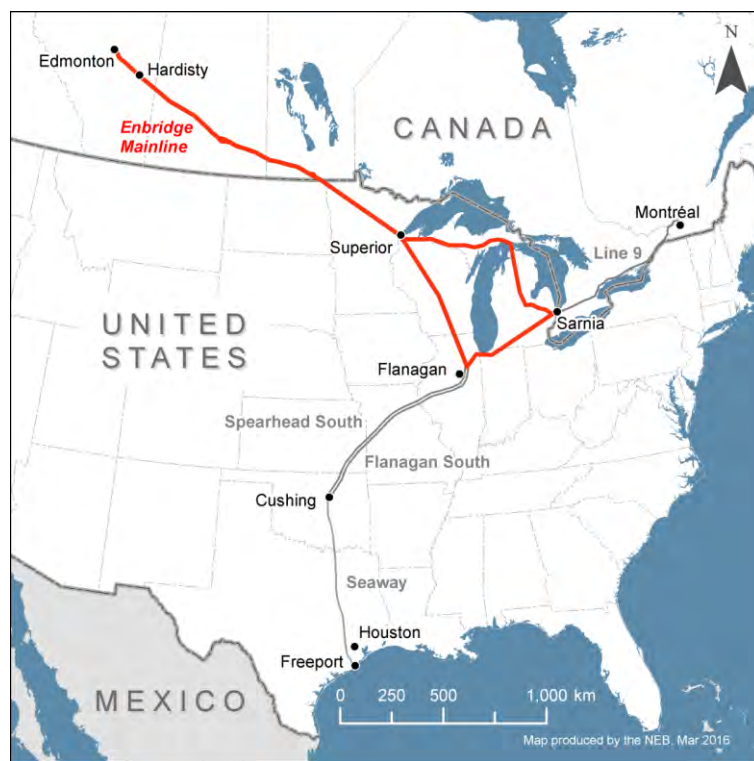 N
Edmonton
Hardisty
Enbridge
Mainline
CANADA
Superior
Montréal
Line 9
Sarnia
UNITED
STATES
Flanagan
Spearhead South
Flanagan South
Cushing
Seaway
Houston
Freeport
MEXICO
0 250 500 1,000 km
Map produced by the NEB. Mar 2016